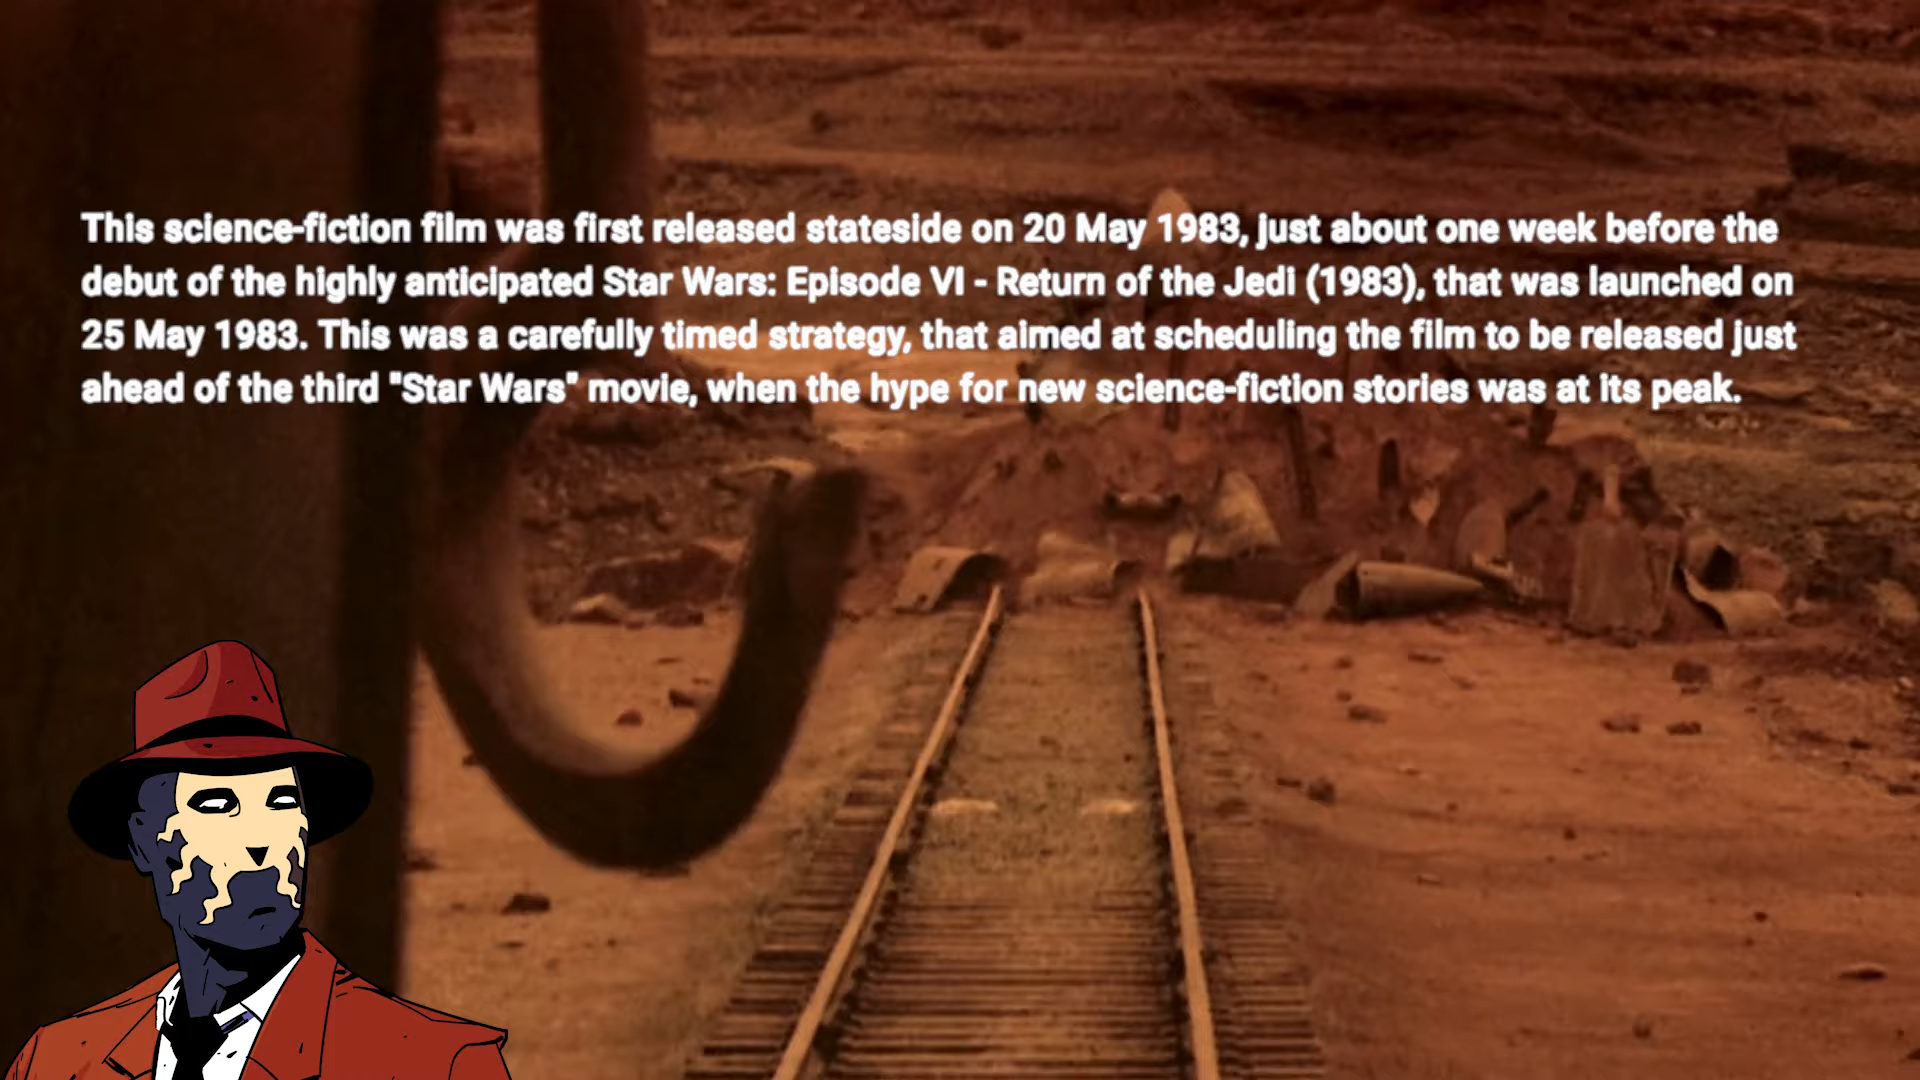 This science-fiction film was first released stateside on 20 May 1983, just about one week before the
debut of the highly anticipated Star Wars: Episode VI - Return of the Jedi (1983), that was launched on
25 May 1983. This was a carefully timed strategy, that aimed at scheduling the film to be released just
ahead of the third "Star Wars" movie, when the hype for new science-fiction stories was at its peak.